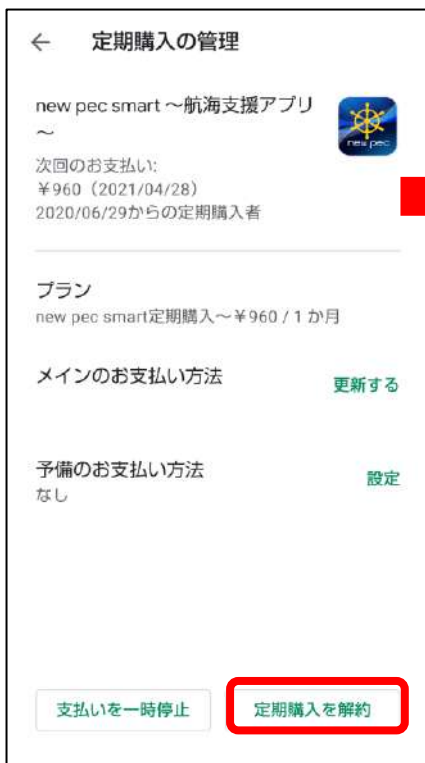 ← 定期購入の管理
new pec smart ～航海支援アプリ
～
new pec
次回のお支払い:
￥960（2021/04/28）
2020/06/29からの定期購入者
プラン
new pec smart定期購入～￥960 / 1 か月
メインのお支払い方法
更新する
予備のお支払い方法
設定
なし
支払いを一時停止
定期購入を解約